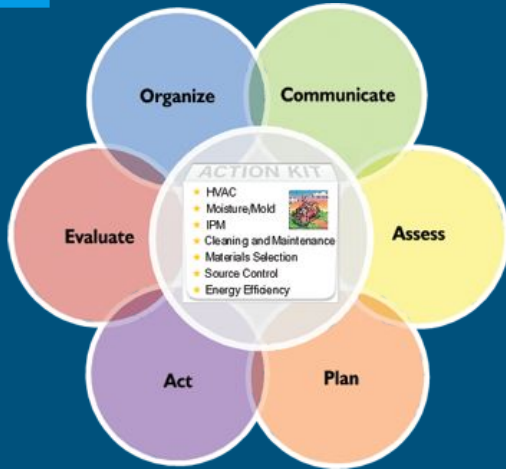 Organize
Communicate
Evaluate
Assess
Act
Plan
ACTION KIT
HVAC
Moisture/Mold
IPM
Cleaning and Maintenance
Materials Selection
Source Control
Energy Efficiency